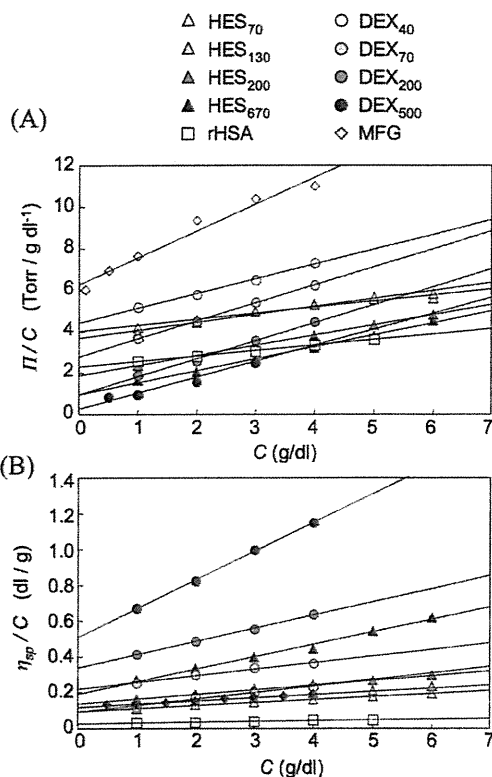 HES70 DEX40
HES130 DEX70
HES200 DEX200
HES670 DEX500
rHSA MFG
(A)
12
10
8
6
4
2
0
Π/C (Torr / g dl-1)
0 1 2 3 4 5 6 7
C (g/dl)
(B)
1.4
1.2
1.0
0.8
0.6
0.4
0.2
0
ηsp/C (dl / g)
0 1 2 3 4 5 6 7
C (g/dl)